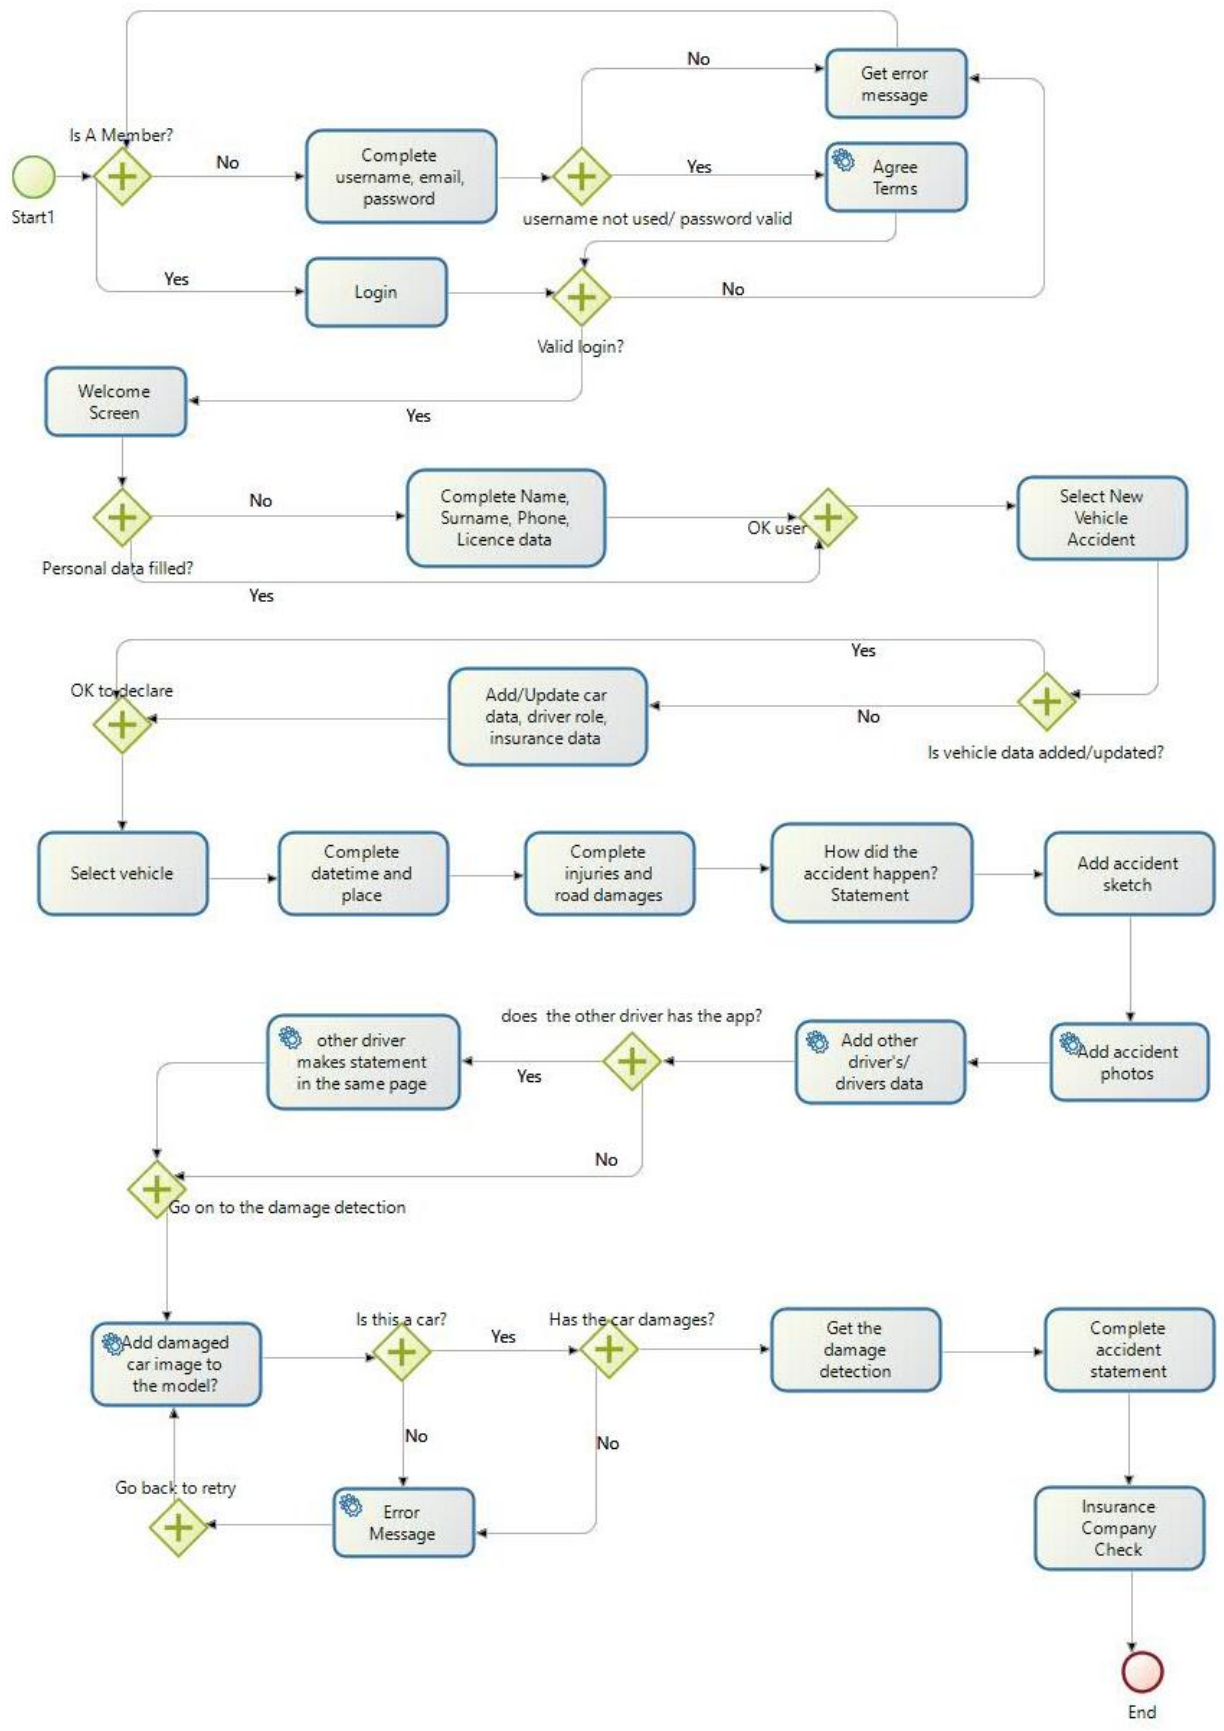 No
Get error
message
Is A Member?
No
Complete
username, email,
password
Yes
Agree
Terms
Start1
username not used/ password valid
Yes
Login
No
Valid login?
Welcome
Screen
Yes
No
Complete Name,
Surname, Phone,
Licence data
OK user
Select New
Vehicle
Accident
Personal data filled?
Yes
Yes
OK to declare
Add/Update car
data, driver role,
insurance data
No
Is vehicle data added/updated?
Select vehicle
Complete
datetime and
place
Complete
injuries and
road damages
How did the
accident happen?
Statement
Add accident
sketch
does the other driver has the app?
other driver
makes statement
in the same page
Yes
Add other
driver's/
drivers data
Add accident
photos
No
Go on to the damage detection
Is this a car?
Has the car damages?
Add damaged
car image to
the model?
Yes
Get the
damage
detection
Complete
accident
statement
No
No
Go back to retry
Error
Message
Insurance
Company
Check
End